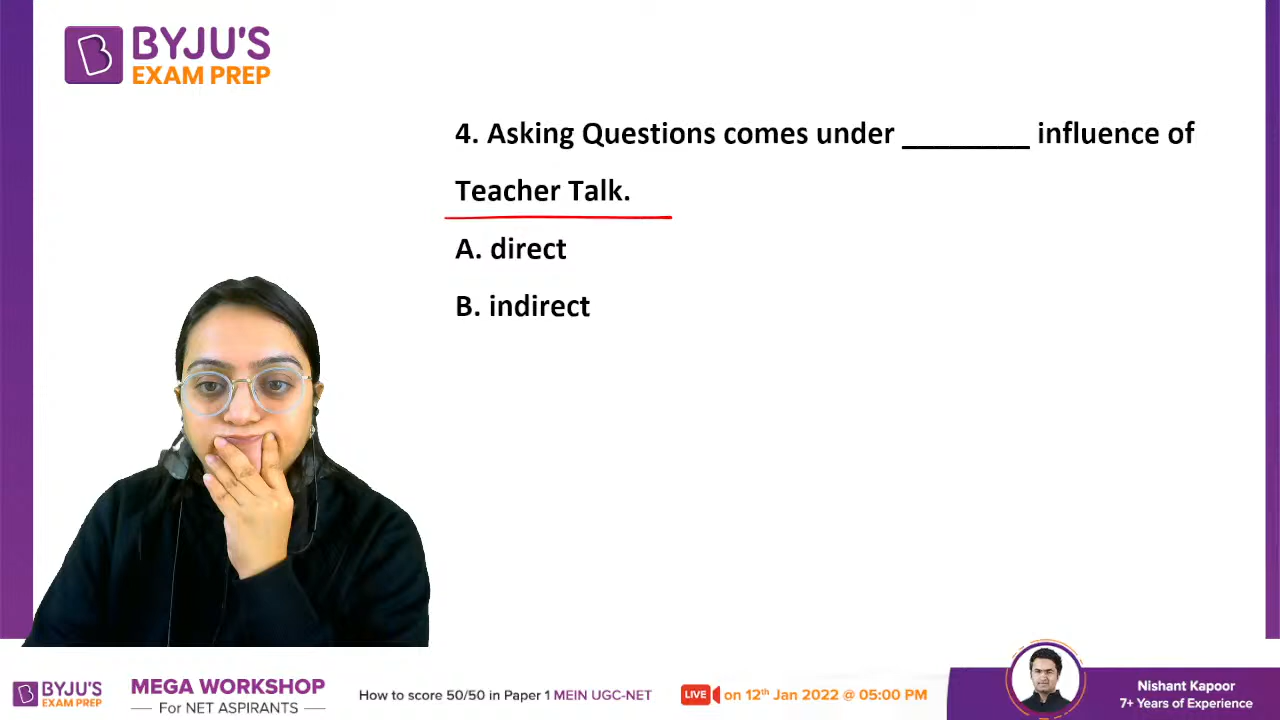 BYJU'S
EXAM PREP
4. Asking Questions comes under ________ influence of
Teacher Talk.
A. direct
B. indirect
BYJU'S
EXAM PREP
MEGA WORKSHOP
For NET ASPIRANTS
How to score 50/50 in Paper 1 MEIN UGC-NET
LIVE
on 12th Jan 2022 @ 05:00 PM
Nishant Kapoor
7+ Years of Experience